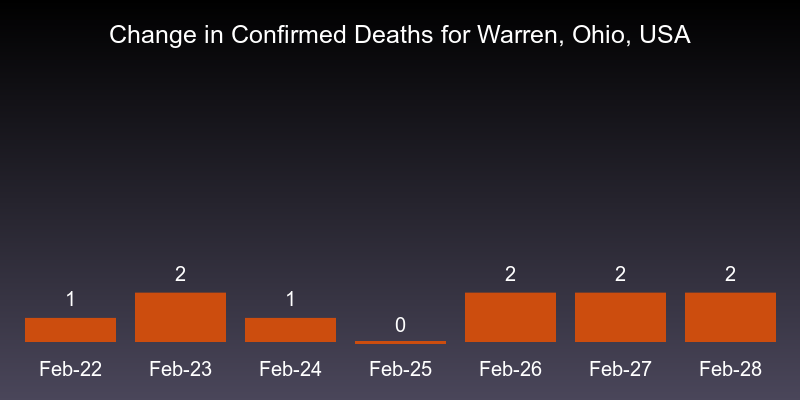 Change in Confirmed Deaths for Warren, Ohio, USA
1 2 1 0 2 2 2
Feb-22 Feb-23 Feb-24 Feb-25 Feb-26 Feb-27 Feb-28